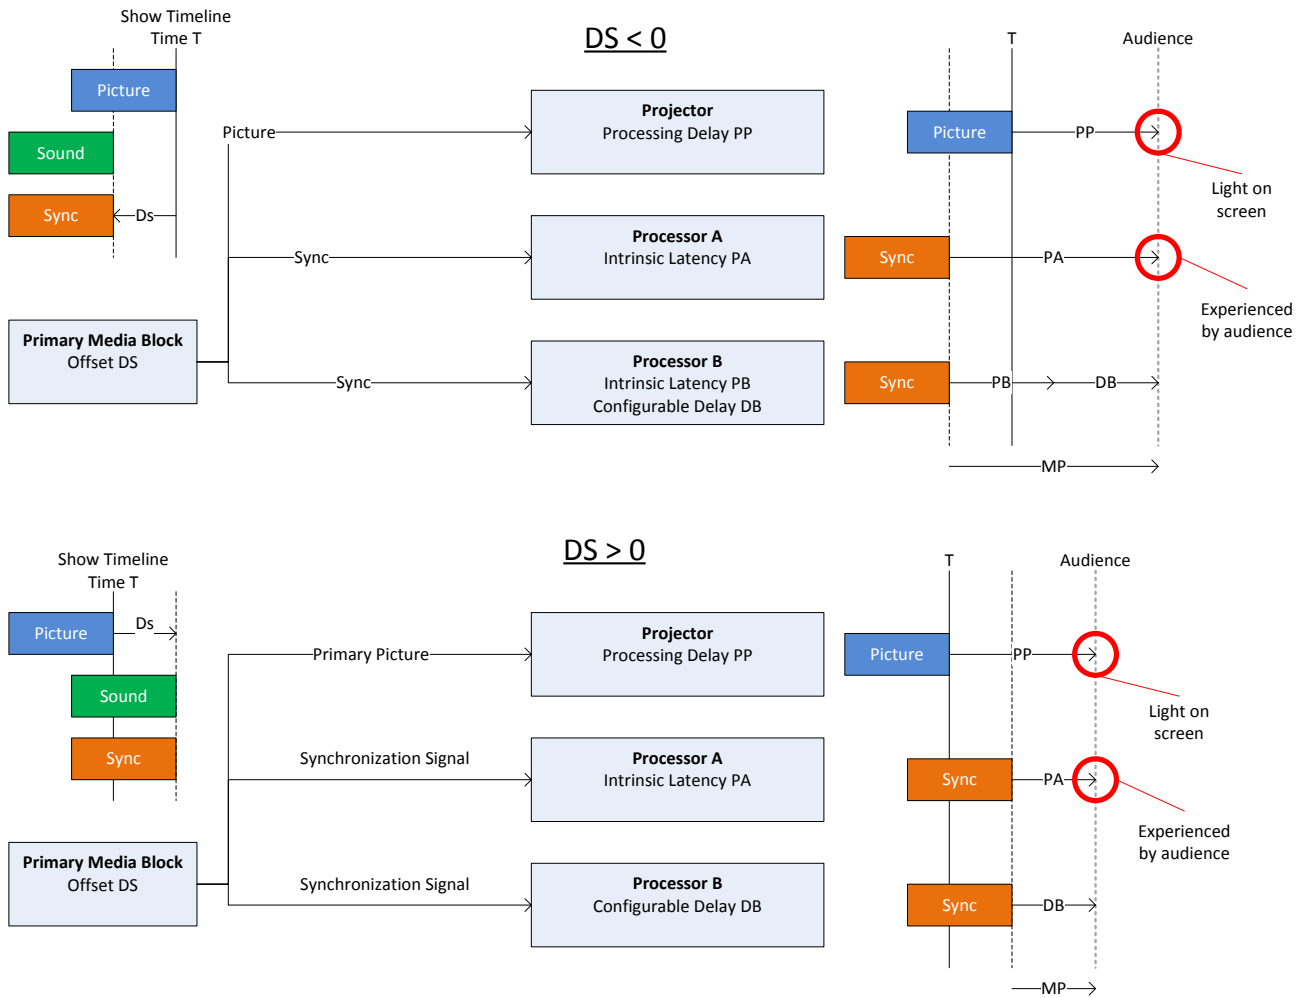 Show Timeline
Time T
DS < 0
T
Audience
Picture
Sound
Sync
Ds
Picture
Projector
Processing Delay PP
Picture
PP
Light on
screen
Sync
Processor A
Intrinsic Latency PA
Sync
PA
Experienced
by audience
Primary Media Block
Offset DS
Sync
Processor B
Intrinsic Latency PB
Configurable Delay DB
Sync
PB
DB
MP
DS > 0
Show Timeline
Time T
T
Audience
Picture
Ds
Sound
Sync
Primary Picture
Projector
Processing Delay PP
Picture
PP
Light on
screen
Synchronization Signal
Processor A
Intrinsic Latency PA
Sync
PA
Experienced
by audience
Primary Media Block
Offset DS
Synchronization Signal
Processor B
Configurable Delay DB
Sync
DB
MP